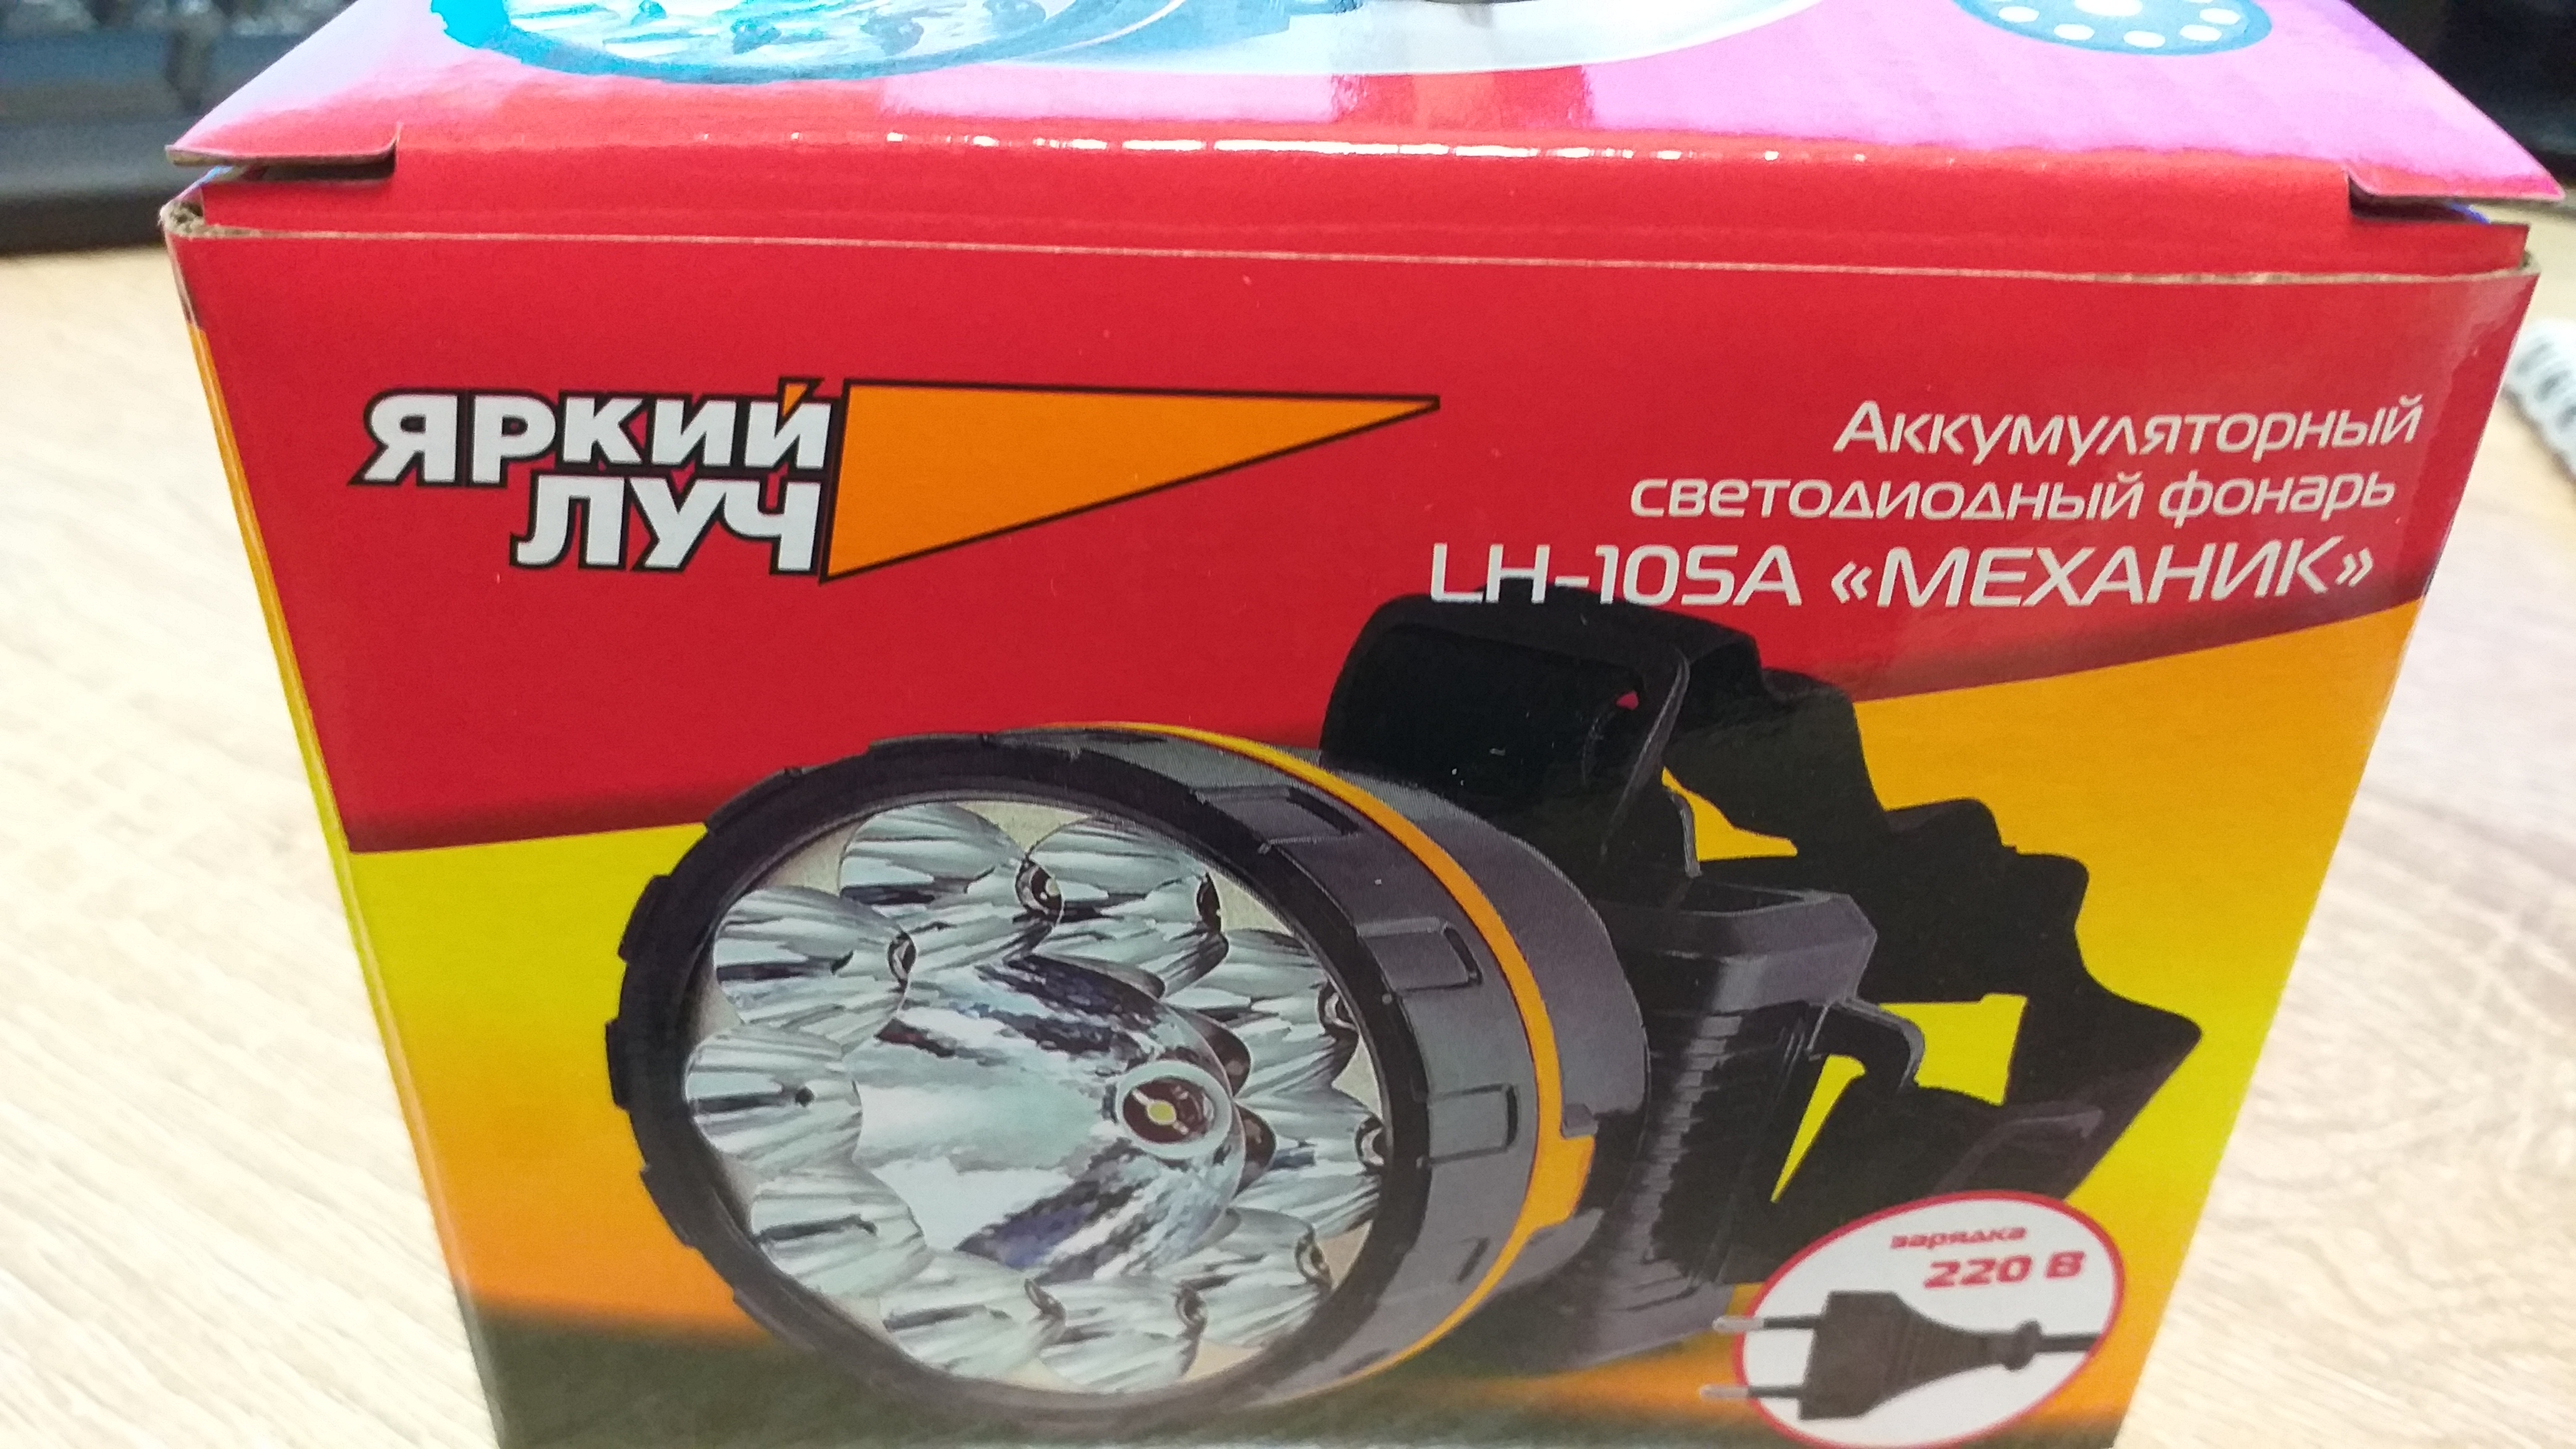 ЯРКИЙ
ЛУЧ
Аккумуляторный
светодиодный фонарь
LH-105A «МЕХАНИК»
зарядка
220 В